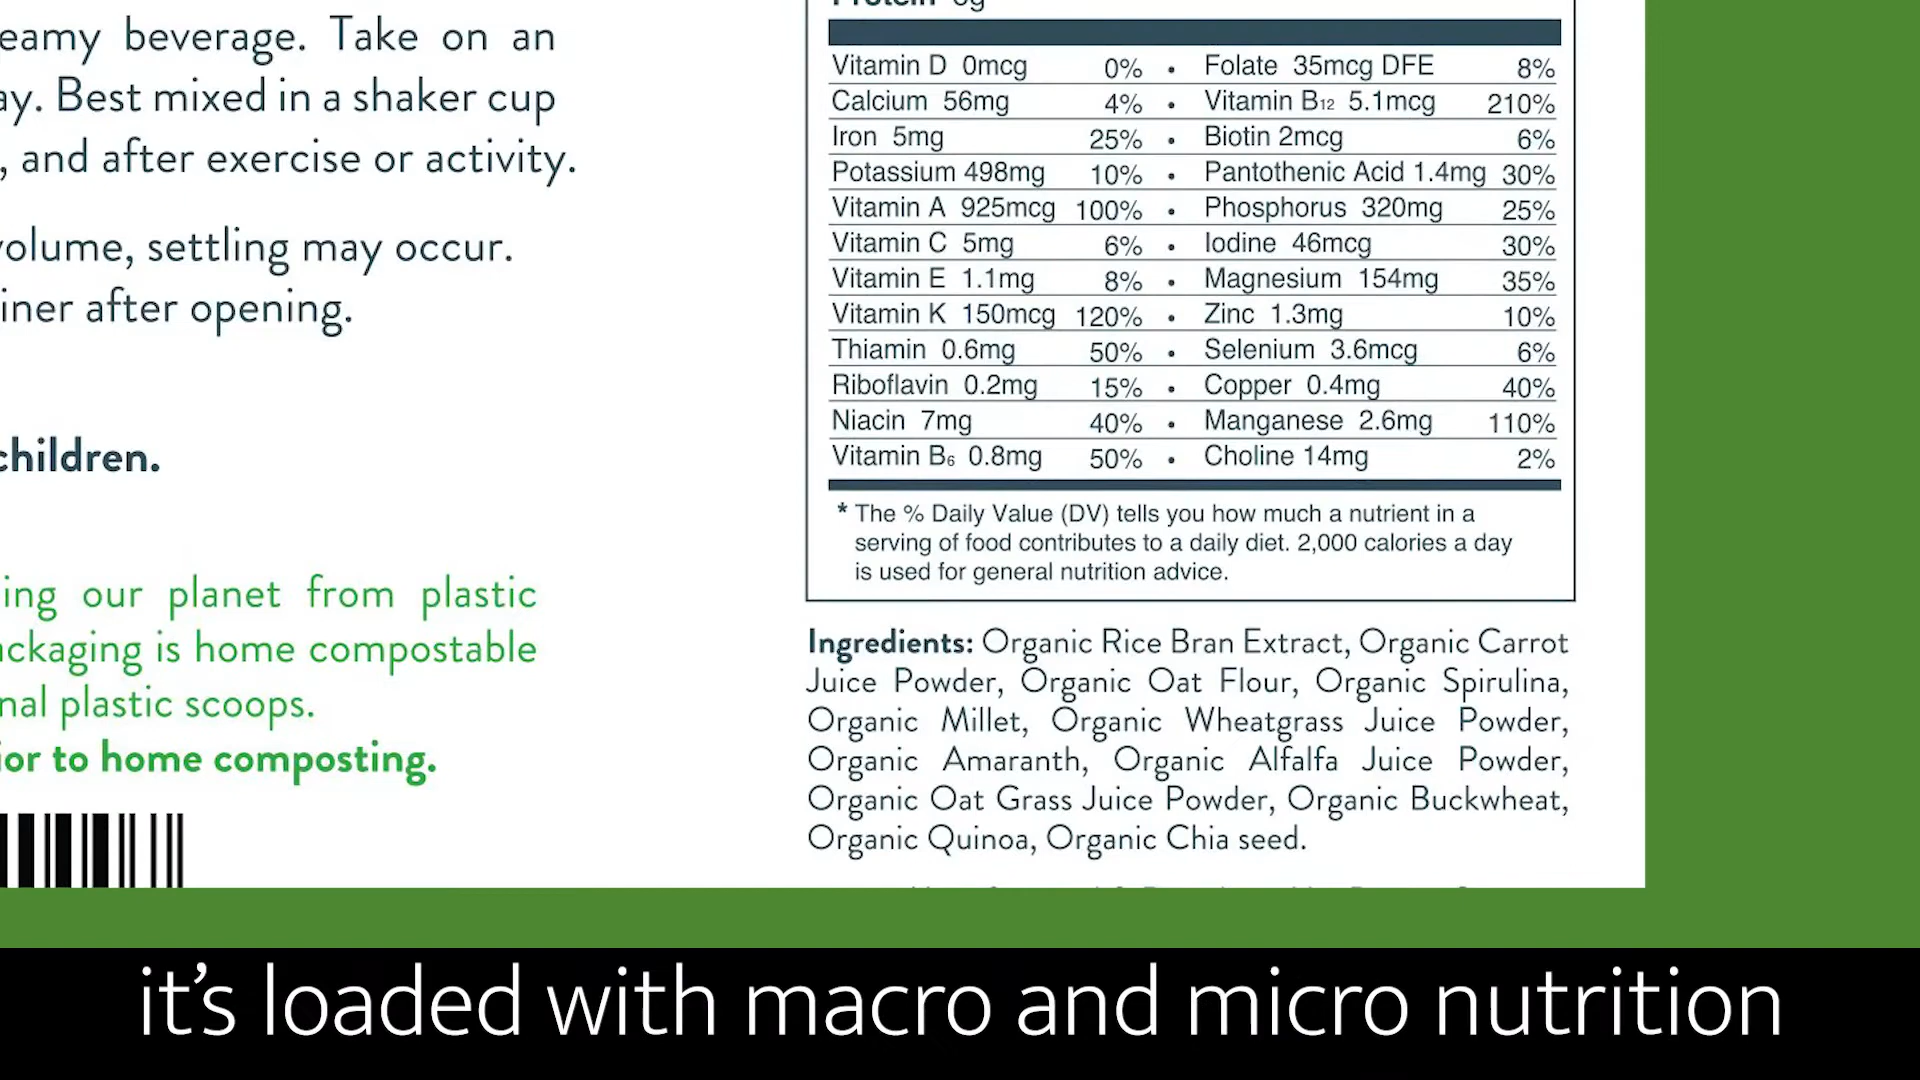 eamy beverage. Take on an
ay. Best mixed in a shaker cup
, and after exercise or activity.
volume, settling may occur.
iner after opening.
children.
ing our planet from plastic
ackaging is home compostable
nal plastic scoops.
ior to home composting.
Protein
Vitamin D 0mcg 0% • Folate 35mcg DFE 8%
Calcium 56mg 4% • Vitamin B12 5.1mcg 210%
Iron 5mg 25% • Biotin 2mcg 6%
Potassium 498mg 10% • Pantothenic Acid 1.4mg 30%
Vitamin A 925mcg 100% • Phosphorus 320mg 25%
Vitamin C 5mg 6% • Iodine 46mcg 30%
Vitamin E 1.1mg 8% • Magnesium 154mg 35%
Vitamin K 150mcg 120% • Zinc 1.3mg 10%
Thiamin 0.6mg 50% • Selenium 3.6mcg 6%
Riboflavin 0.2mg 15% • Copper 0.4mg 40%
Niacin 7mg 40% • Manganese 2.6mg 110%
Vitamin B6 0.8mg 50% • Choline 14mg 2%
* The % Daily Value (DV) tells you how much a nutrient in a
serving of food contributes to a daily diet. 2,000 calories a day
is used for general nutrition advice.
Ingredients: Organic Rice Bran Extract, Organic Carrot
Juice Powder, Organic Oat Flour, Organic Spirulina,
Organic Millet, Organic Wheatgrass Juice Powder,
Organic Amaranth, Organic Alfalfa Juice Powder,
Organic Oat Grass Juice Powder, Organic Buckwheat,
Organic Quinoa, Organic Chia seed.
it's loaded with macro and micro nutrition